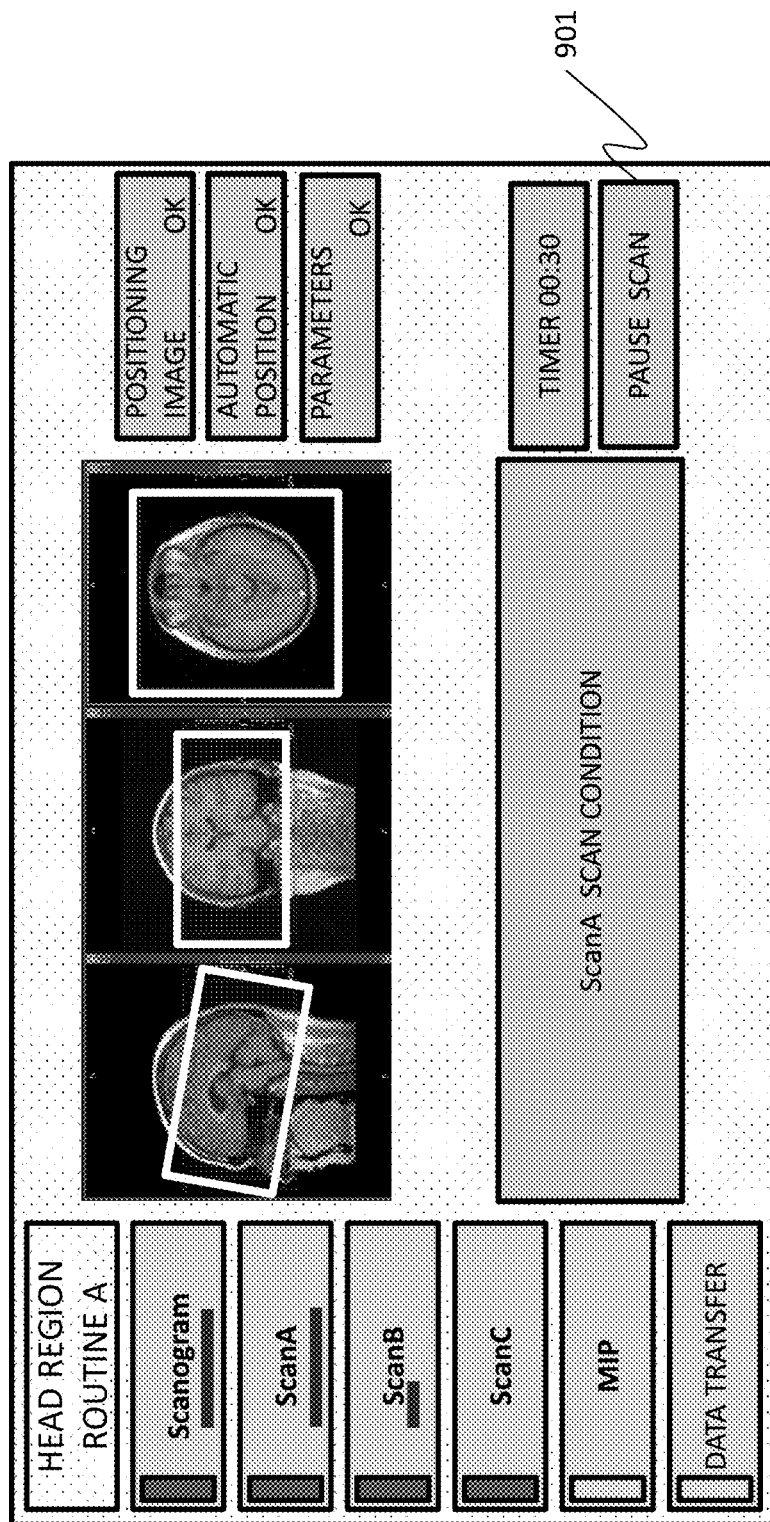 HEAD REGION
ROUTINE A
Scanogram
ScanA
ScanB
ScanC
MIP
DATA TRANSFER
POSITIONING
IMAGE OK
AUTOMATIC
POSITION OK
PARAMETERS
OK
ScanA SCAN CONDITION
TIMER 00:30
PAUSE SCAN
901